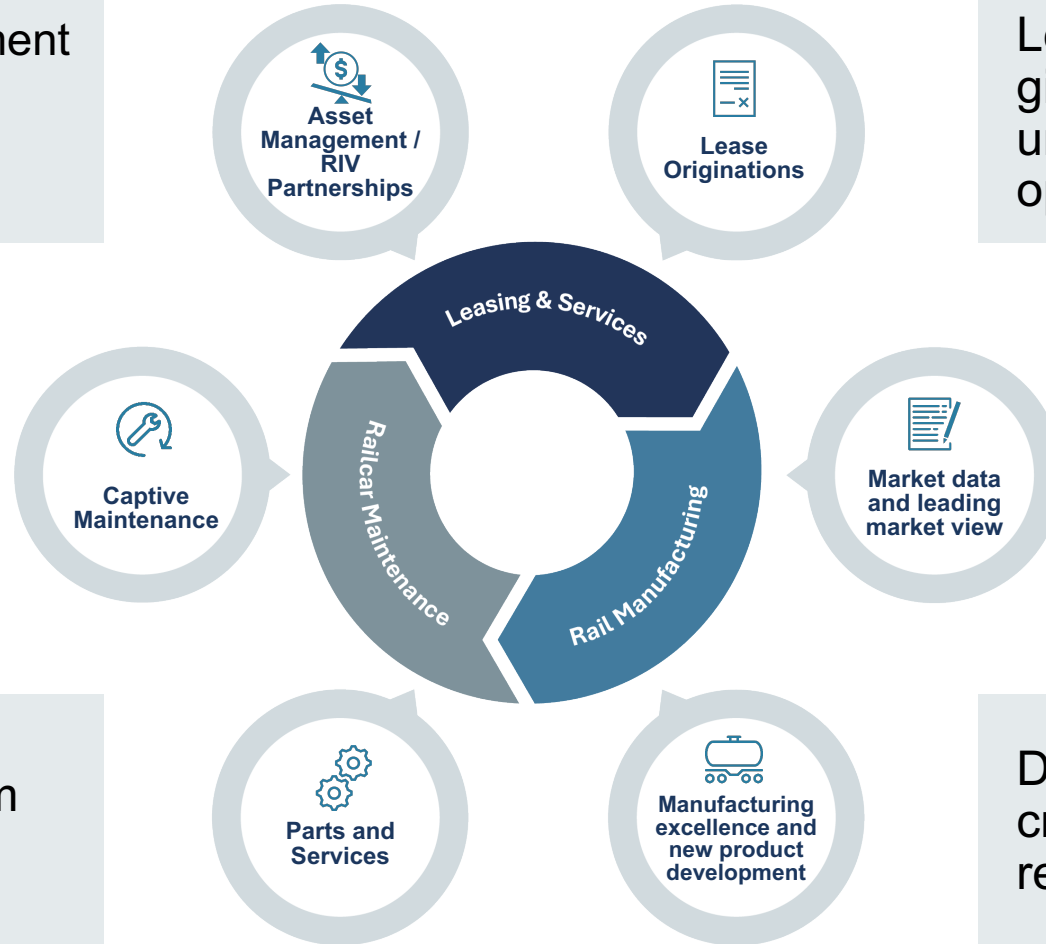 $
Asset
Management /
RIV
Partnerships
Lease
Originations
Leasing & Services
Captive
Maintenance
Railcar Maintenance
Market data
and leading
market view
Rail Manufacturing
Parts and
Services
Manufacturing
excellence and
new product
development